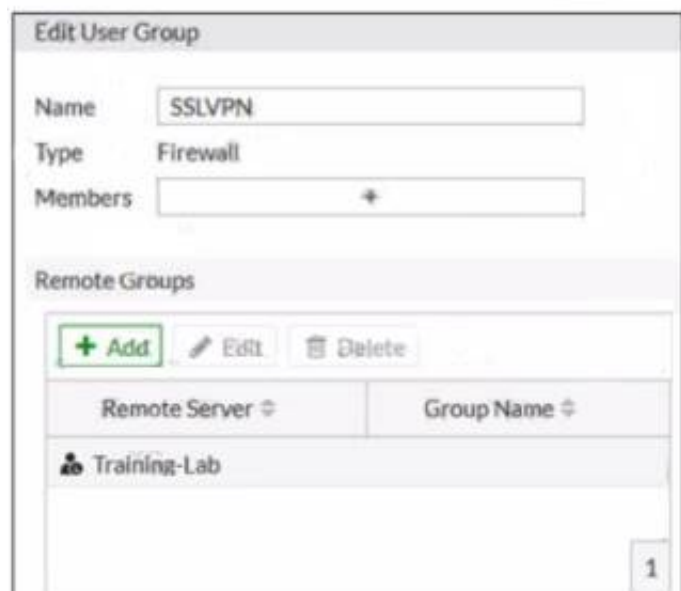 Edit User Group
Name SSLVPN
Type Firewall
Members +
Remote Groups
+ Add Edit Delete
Remote Server Group Name
Training-Lab
1